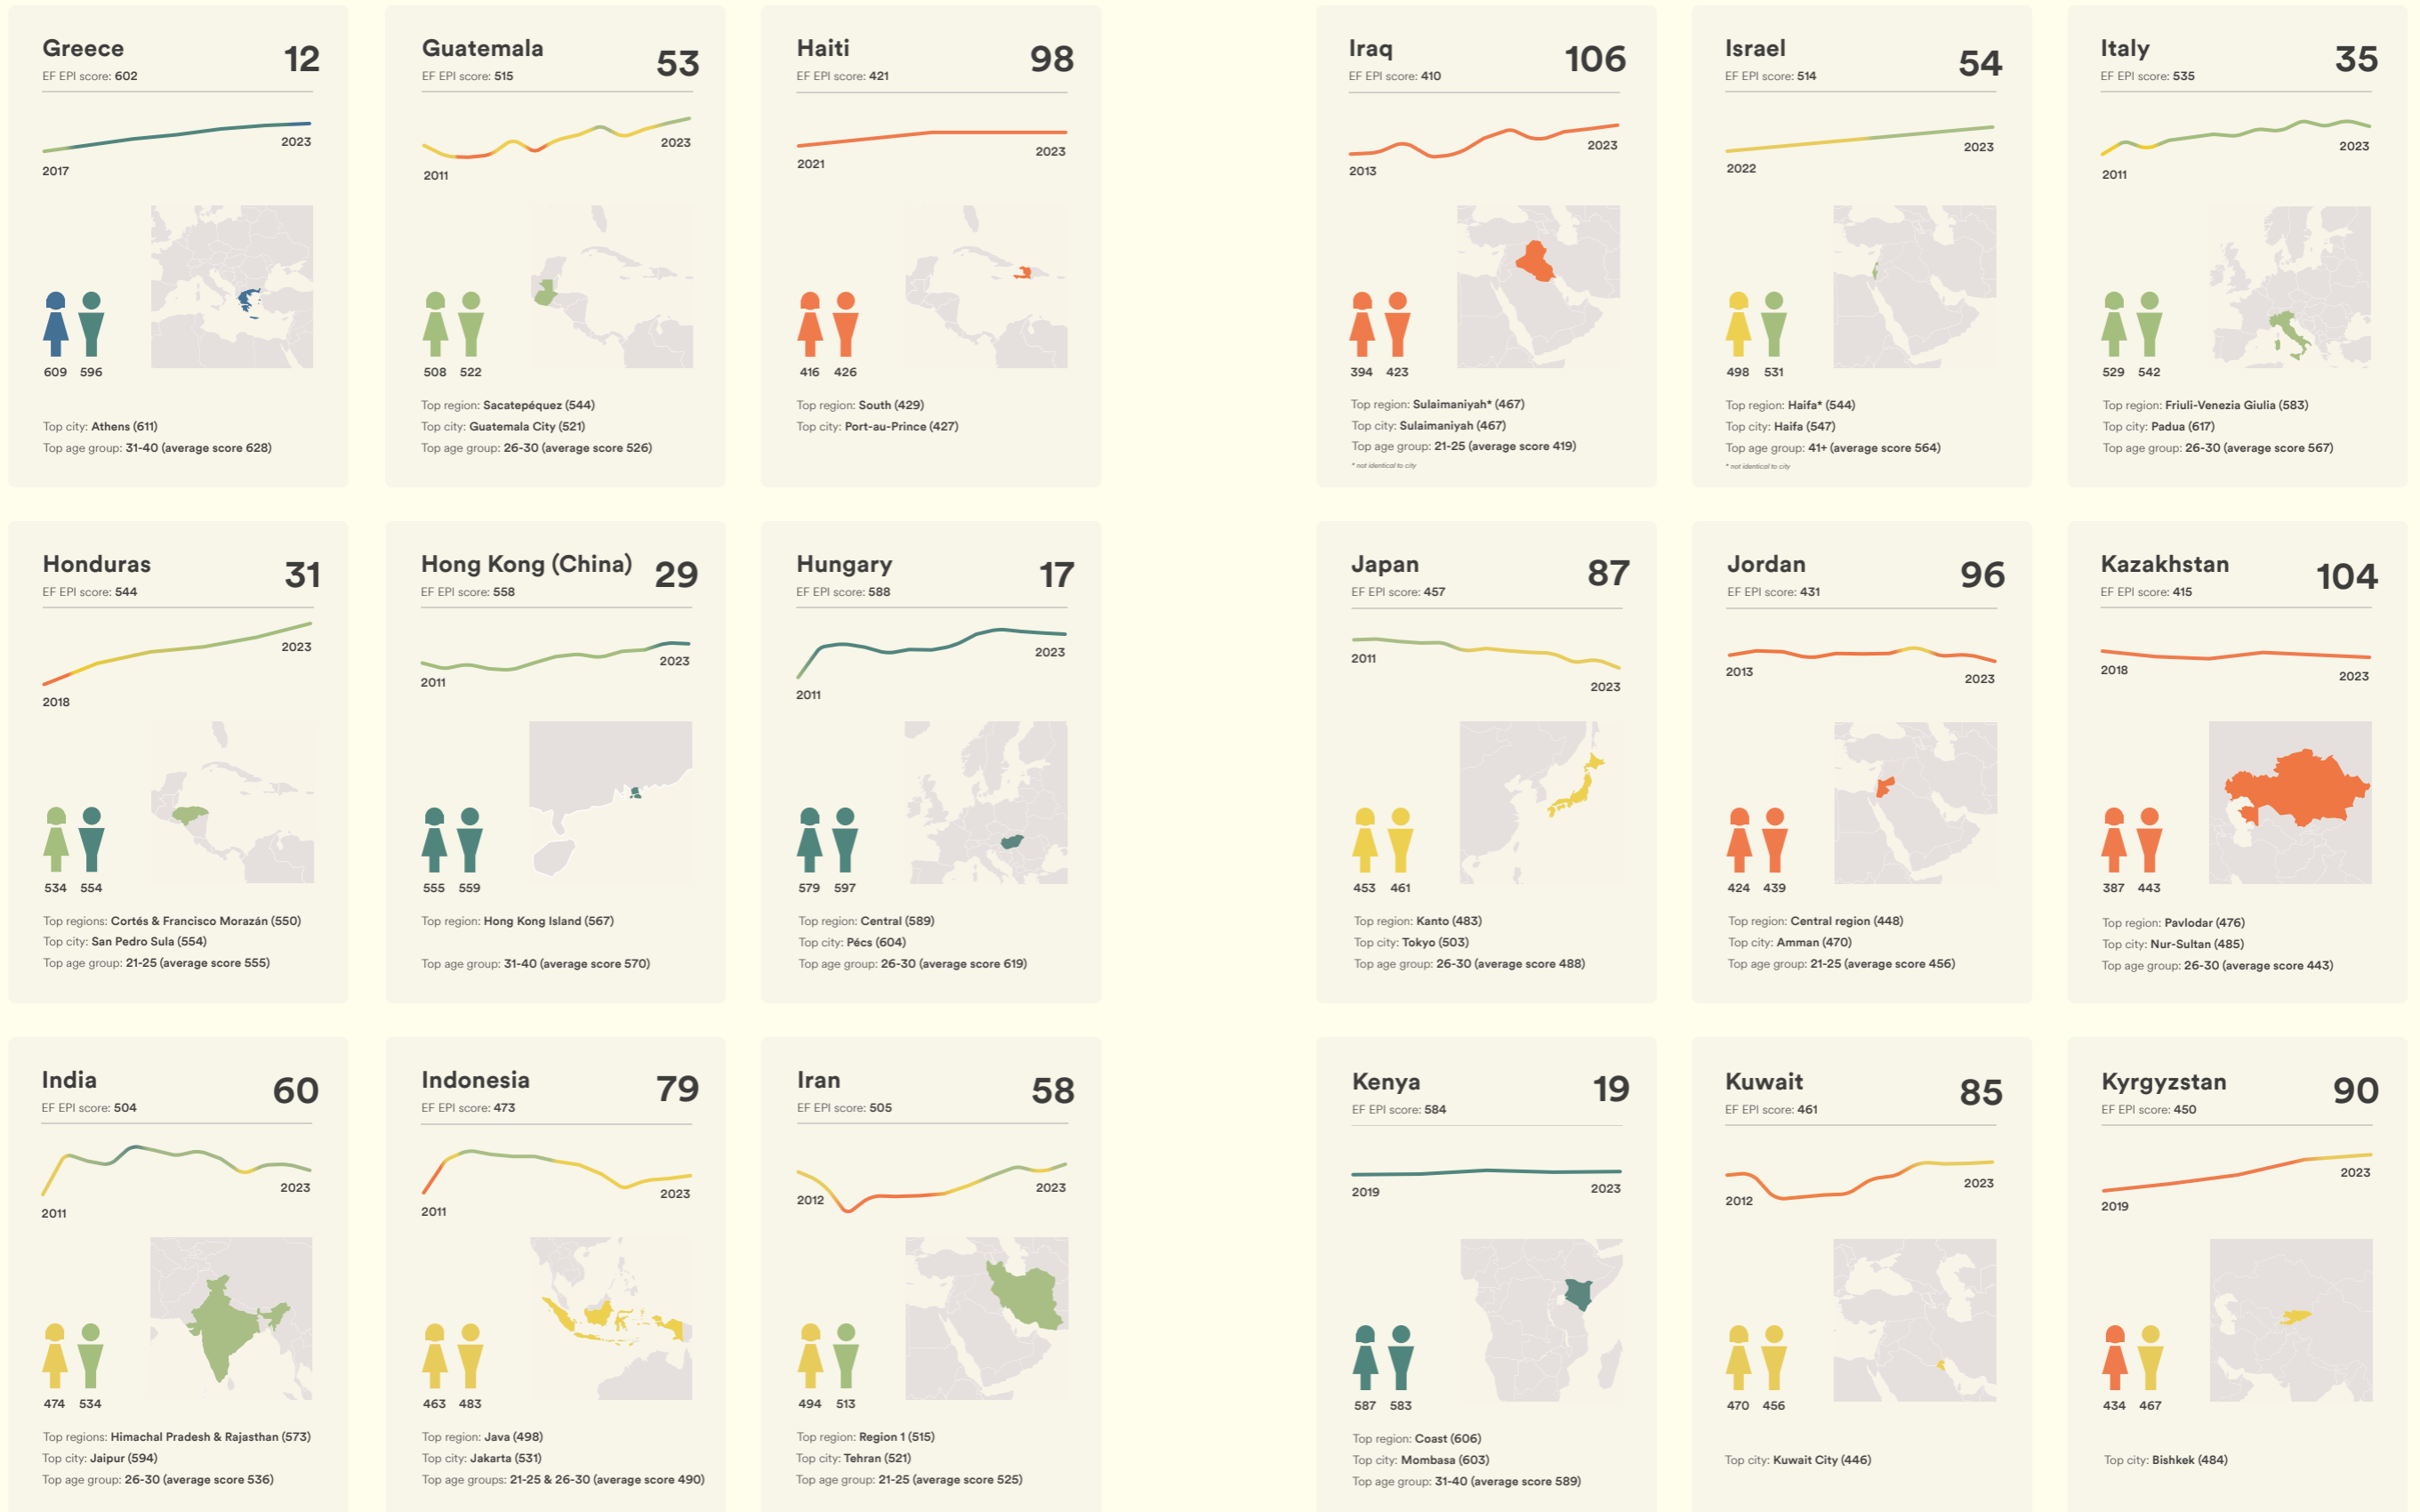 Greece
12
EF EPI score: 602
2017
2023
609 596
Top city: Athens (611)
Top age group: 31-40 (average score 628)
Guatemala
53
EF EPI score: 515
2011
2023
508 522
Top region: Sacatepéquez (544)
Top city: Guatemala City (521)
Top age group: 26-30 (average score 526)
Haiti
98
EF EPI score: 421
2021
2023
416 426
Top region: South (429)
Top city: Port-au-Prince (427)
Iraq
106
EF EPI score: 410
2013
2023
394 423
Top region: Sulaimaniyah* (467)
Top city: Sulaimaniyah (467)
Top age group: 21-25 (average score 419)
* not identical to city
Israel
54
EF EPI score: 514
2022
2023
498 531
Top region: Haifa* (544)
Top city: Haifa (547)
Top age group: 41+ (average score 564)
* not identical to city
Italy
35
EF EPI score: 535
2011
2023
529 542
Top region: Friuli-Venezia Giulia (583)
Top city: Padua (617)
Top age group: 26-30 (average score 567)
Honduras
31
EF EPI score: 544
2018
2023
534 554
Top regions: Cortés & Francisco Morazán (550)
Top city: San Pedro Sula (554)
Top age group: 21-25 (average score 555)
Hong Kong (China)
29
EF EPI score: 558
2011
2023
555 559
Top region: Hong Kong Island (567)
Top age group: 31-40 (average score 570)
Hungary
17
EF EPI score: 588
2011
2023
579 597
Top region: Central (589)
Top city: Pécs (604)
Top age group: 26-30 (average score 619)
Japan
87
EF EPI score: 457
2011
2023
453 461
Top region: Kanto (483)
Top city: Tokyo (503)
Top age group: 26-30 (average score 488)
Jordan
96
EF EPI score: 431
2013
2023
424 439
Top region: Central region (448)
Top city: Amman (470)
Top age group: 21-25 (average score 456)
Kazakhstan
104
EF EPI score: 415
2018
2023
387 443
Top region: Pavlodar (476)
Top city: Nur-Sultan (485)
Top age group: 26-30 (average score 443)
India
60
EF EPI score: 504
2011
2023
474 534
Top regions: Himachal Pradesh & Rajasthan (573)
Top city: Jaipur (594)
Top age group: 26-30 (average score 536)
Indonesia
79
EF EPI score: 473
2011
2023
463 483
Top region: Java (498)
Top city: Jakarta (531)
Top age groups: 21-25 & 26-30 (average score 490)
Iran
58
EF EPI score: 505
2012
2023
494 513
Top region: Region 1 (515)
Top city: Tehran (521)
Top age group: 21-25 (average score 525)
Kenya
19
EF EPI score: 584
2019
2023
587 583
Top region: Coast (606)
Top city: Mombasa (603)
Top age group: 31-40 (average score 589)
Kuwait
85
EF EPI score: 461
2012
2023
470 456
Top city: Kuwait City (446)
Kyrgyzstan
90
EF EPI score: 450
2019
2023
434 467
Top city: Bishkek (484)